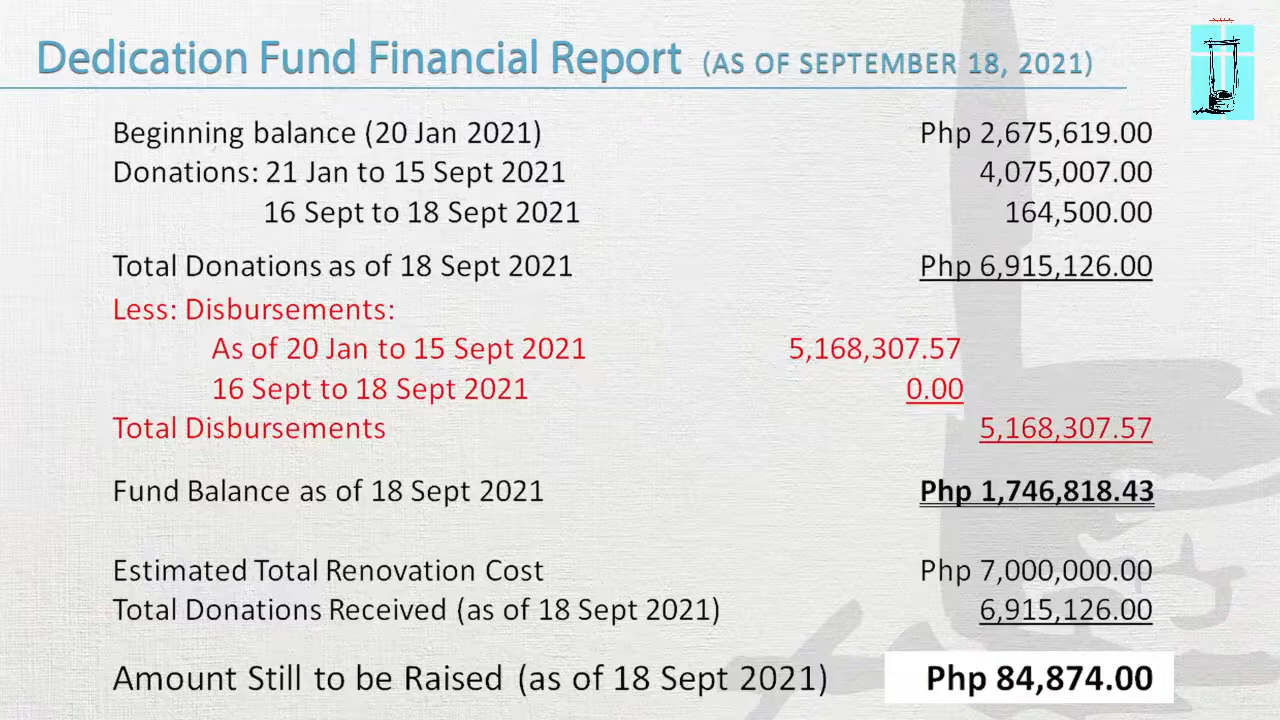 Dedication Fund Financial Report (AS OF SEPTEMBER 18, 2021)
Beginning balance (20 Jan 2021) Php 2,675,619.00
Donations: 21 Jan to 15 Sept 2021 4,075,007.00
16 Sept to 18 Sept 2021 164,500.00
Total Donations as of 18 Sept 2021 Php 6,915,126.00
Less: Disbursements:
As of 20 Jan to 15 Sept 2021 5,168,307.57
16 Sept to 18 Sept 2021 0.00
Total Disbursements 5,168,307.57
Fund Balance as of 18 Sept 2021 Php 1,746,818.43
Estimated Total Renovation Cost Php 7,000,000.00
Total Donations Received (as of 18 Sept 2021) 6,915,126.00
Amount Still to be Raised (as of 18 Sept 2021) Php 84,874.00